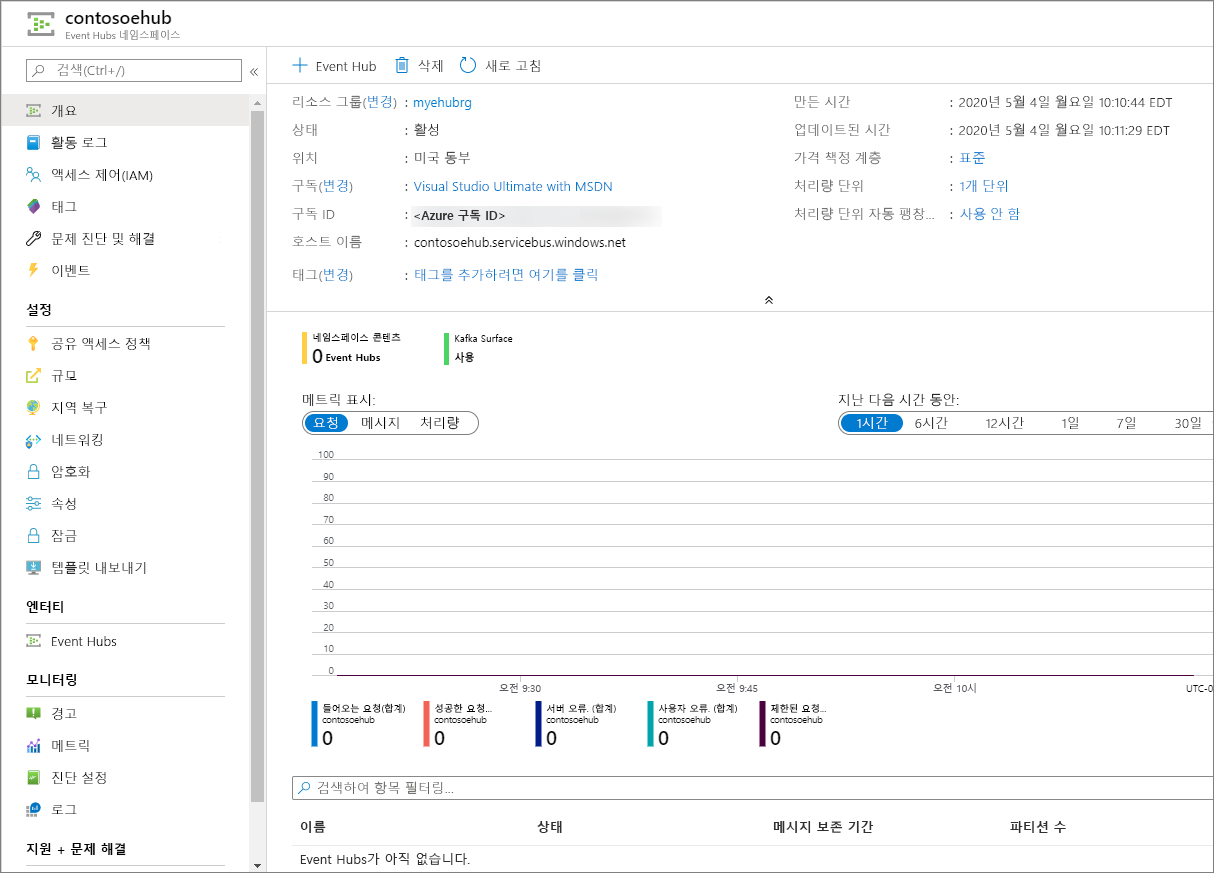 contosoehub
Event Hubs 네임스페이스
검색(Ctrl+/)
«
개요
활동 로그
액세스 제어(IAM)
태그
문제 진단 및 해결
이벤트
설정
공유 액세스 정책
규모
지역 복구
네트워킹
암호화
속성
잠금
템플릿 내보내기
엔터티
Event Hubs
모니터링
경고
메트릭
진단 설정
로그
지원 + 문제 해결
Event Hub 삭제 새로 고침
리소스 그룹(변경) : myehubrg
상태 : 활성
위치 : 미국 동부
구독(변경) : Visual Studio Ultimate with MSDN
구독 ID : <Azure 구독 ID>
호스트 이름 : contosoehub.servicebus.windows.net
태그(변경) : 태그를 추가하려면 여기를 클릭
만든 시간 : 2020년 5월 4일 월요일 10:10:44 EDT
업데이트된 시간 : 2020년 5월 4일 월요일 10:11:29 EDT
가격 책정 계층 : 표준
처리량 단위 : 1개 단위
처리량 단위 자동 팽창... : 사용 안 함
네임스페이스 콘텐츠
0 Event Hubs
Kafka Surface
사용
메트릭 표시:
요청 메시지 처리량
지난 다음 시간 동안:
1시간 6시간 12시간 1일 7일 30일
100
90
80
70
60
50
40
30
20
10
0
오전 9:30 오전 9:45 오전 10시 UTC-0
들어오는 요청(합계)
contosoehub
0
성공한 요청...
contosoehub
0
서버 오류. (합계)
contosoehub
0
사용자 오류. (합계)
contosoehub
0
제한된 요청...
contosoehub
0
검색하여 항목 필터링...
이름 상태 메시지 보존 기간 파티션 수
Event Hubs가 아직 없습니다.